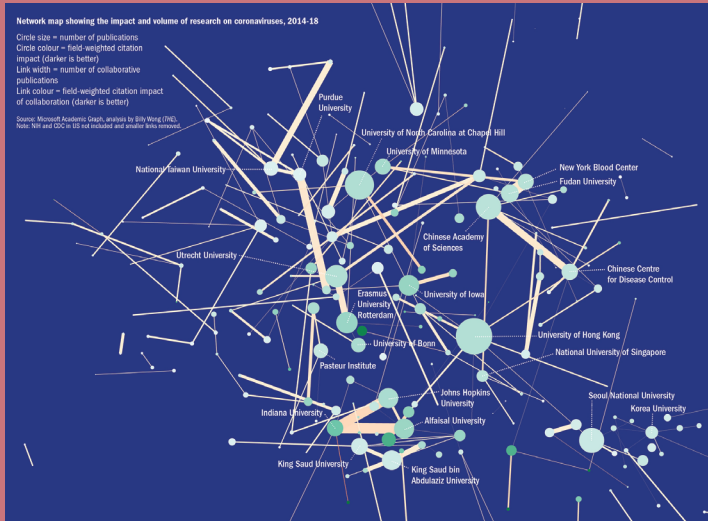 Network map showing the impact and volume of research on coronaviruses, 2014-18
Circle size = number of publications
Circle colour = field-weighted citation
impact (darker is better)
Link width = number of collaborative
publications
Link colour = field-weighted citation impact
of collaboration (darker is better)
Source: Microsoft Academic Graph, analysis by Billy Wong (THE).
Note: NIH and CDC in US not included and smaller links removed.
Purdue
University
University of North Carolina at Chapel Hill
University of Minnesota
National Taiwan University
New York Blood Center
Fudan University
Chinese Academy
of Sciences
Utrecht University
Chinese Centre
for Disease Control
Erasmus
University
Rotterdam
University of Iowa
University of Hong Kong
University of Bonn
National University of Singapore
Pasteur Institute
Johns Hopkins
University
Seoul National University
Korea University
Indiana University
Alfaisal University
King Saud University
King Saud bin
Abdulaziz University